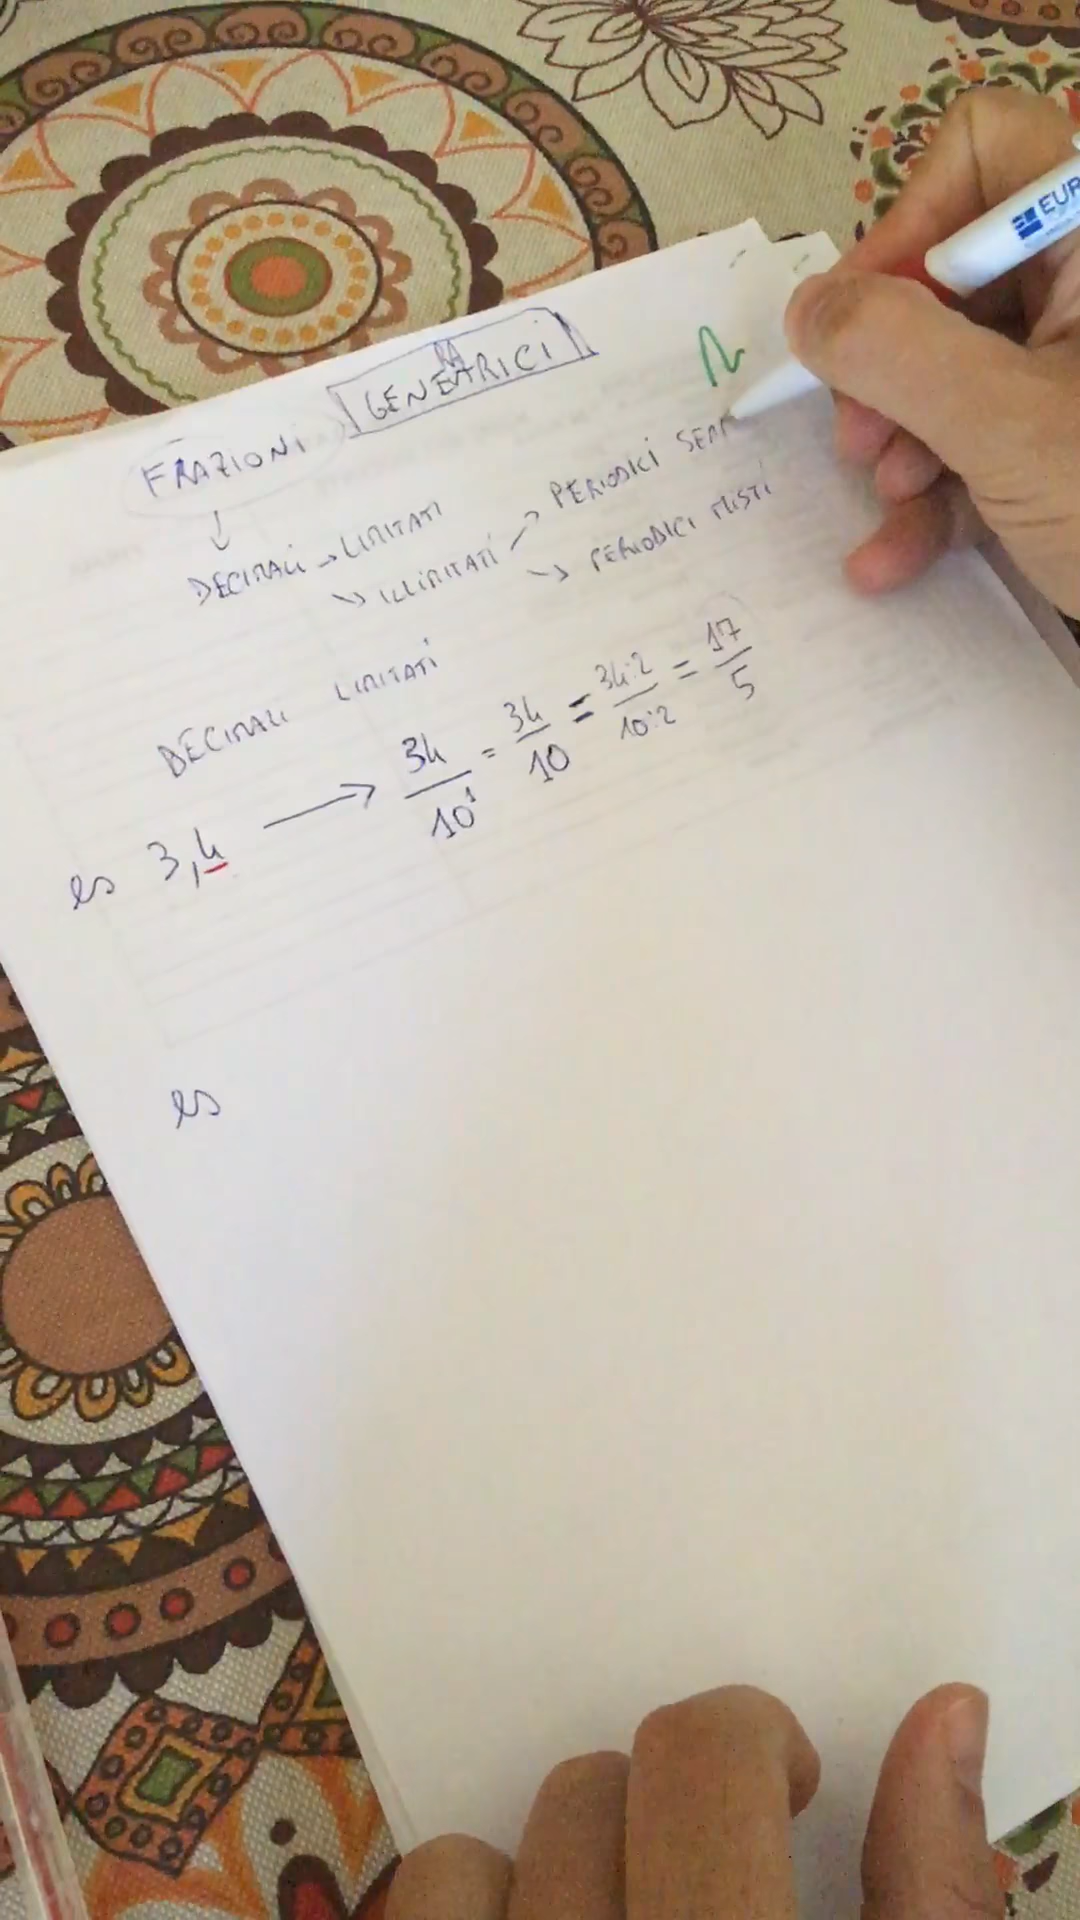 FRAZIONI GENERATRICI
DECIMALI → LIMITATI
↘ ILLIMITATI ↗ PERIODICI
→ PERIODICI MISTI
DECIMALI LIMITATI
es 3,4 → 34/10¹ = 34/10 = 34:2/10:2 = 17/5
es
EUR